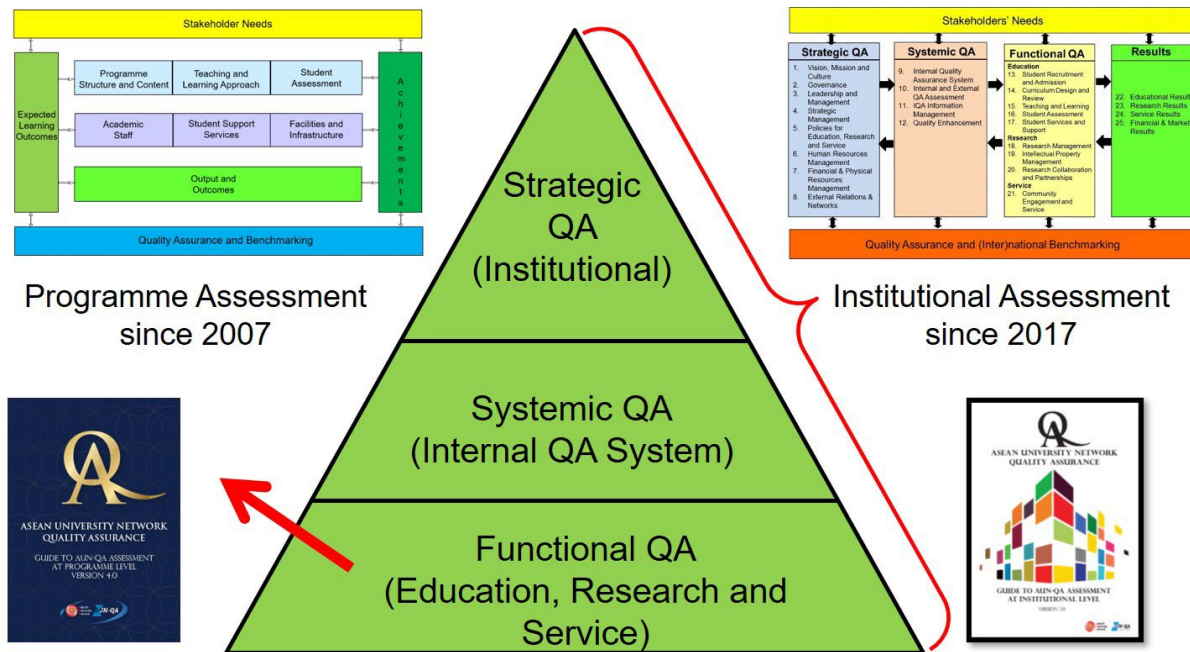 Stakeholder Needs
Expected
Learning
Outcomes
Programme
Structure and Content
Teaching and
Learning Approach
Student
Assessment
Academic
Staff
Student Support
Services
Facilities and
Infrastructure
Output and
Outcomes
Achievements
Quality Assurance and Benchmarking
Programme Assessment
since 2007
QA
ASEAN UNIVERSITY NETWORK
QUALITY ASSURANCE
GUIDE TO AUN-QA ASSESSMENT
AT PROGRAMME LEVEL
VERSION 4.0
UN-QA
Strategic
QA
(Institutional)
Systemic QA
(Internal QA System)
Functional QA
(Education, Research and
Service)
Stakeholders' Needs
Strategic QA
1. Vision, Mission and
Culture
2. Governance
3. Leadership and
Management
4. Strategic
Management
5. Policies for
Education, Research
and Service
6. Human Resources
Management
7. Financial & Physical
Resources
Management
8. External Relations &
Networks
Systemic QA
9. Internal Quality
Assurance System
10. Internal and External
QA Assessment
11. IQA Information
Management
12. Quality Enhancement
Functional QA
Education
13. Student Recruitment
and Admission
14. Curriculum Design and
Review
15. Teaching and Learning
16. Student Assessment
17. Student Services and
Support
Research
18. Research Management
19. Intellectual Property
Management
20. Research Collaboration
and Partnerships
Service
21. Community
Engagement and
Service
Results
22. Educational Results
23. Research Results
24. Service Results
25. Financial & Market
Results
Quality Assurance and (Inter)national Benchmarking
Institutional Assessment
since 2017
QA
ASEAN UNIVERSITY NETWORK
QUALITY ASSURANCE
GUIDE TO AUN-QA ASSESSMENT
AT INSTITUTIONAL LEVEL
UN-QA